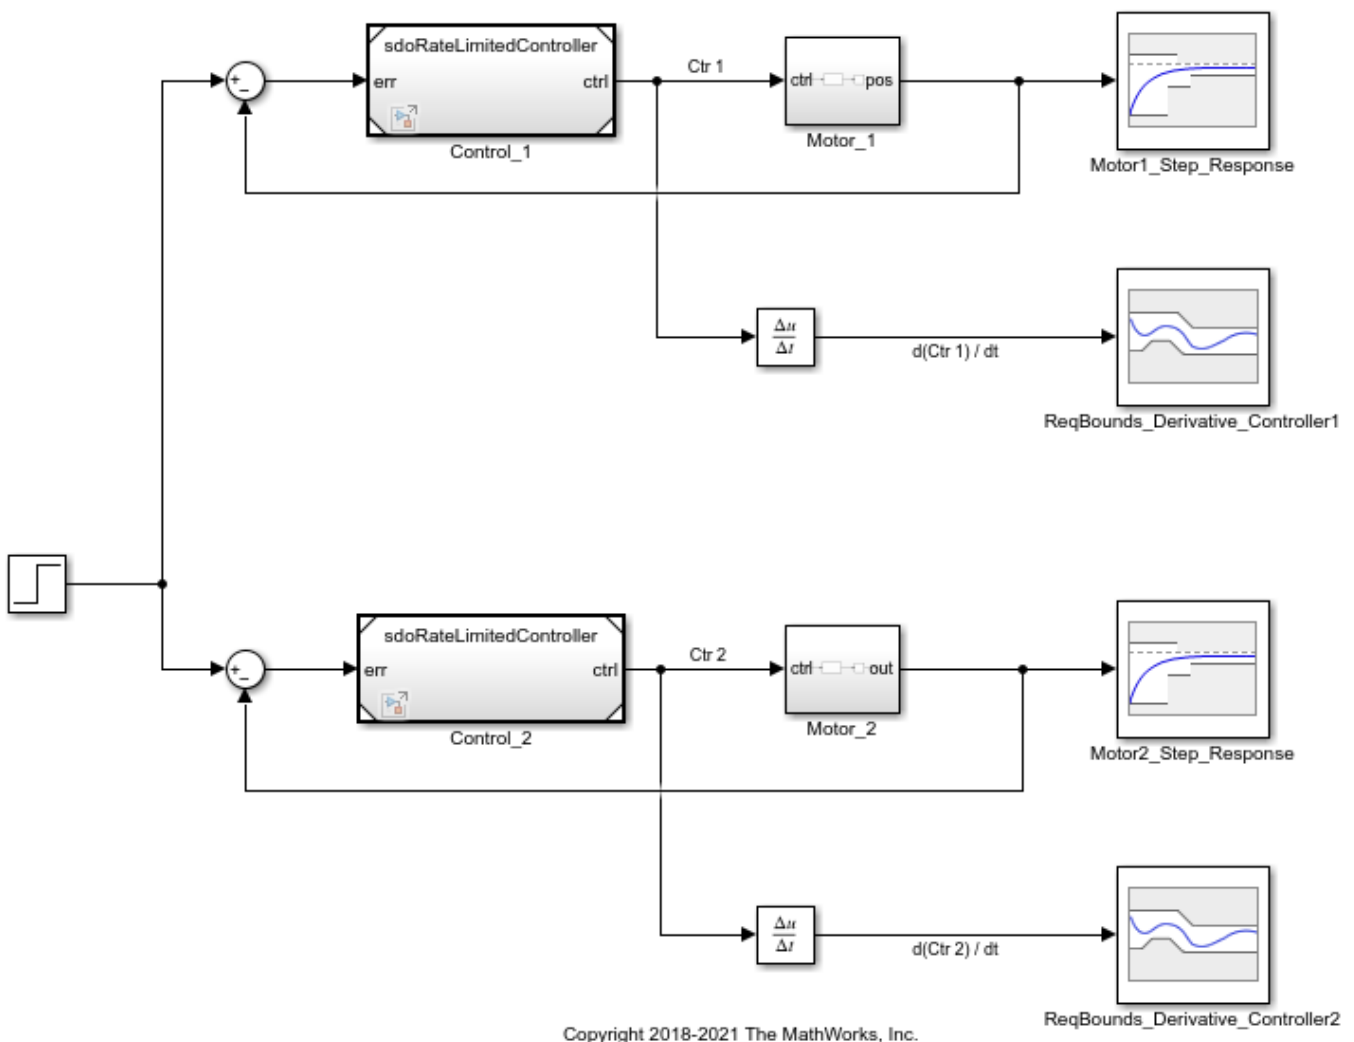 sdoRateLimitedController
+
−
err
ctrl
Control_1
Ctr 1
ctrl
pos
Motor_1
Motor1_Step_Response
Δu
Δt
d(Ctr 1) / dt
ReqBounds_Derivative_Controller1
sdoRateLimitedController
+
−
err
ctrl
Control_2
Ctr 2
ctrl
out
Motor_2
Motor2_Step_Response
Δu
Δt
d(Ctr 2) / dt
ReqBounds_Derivative_Controller2
Copyright 2018-2021 The MathWorks, Inc.